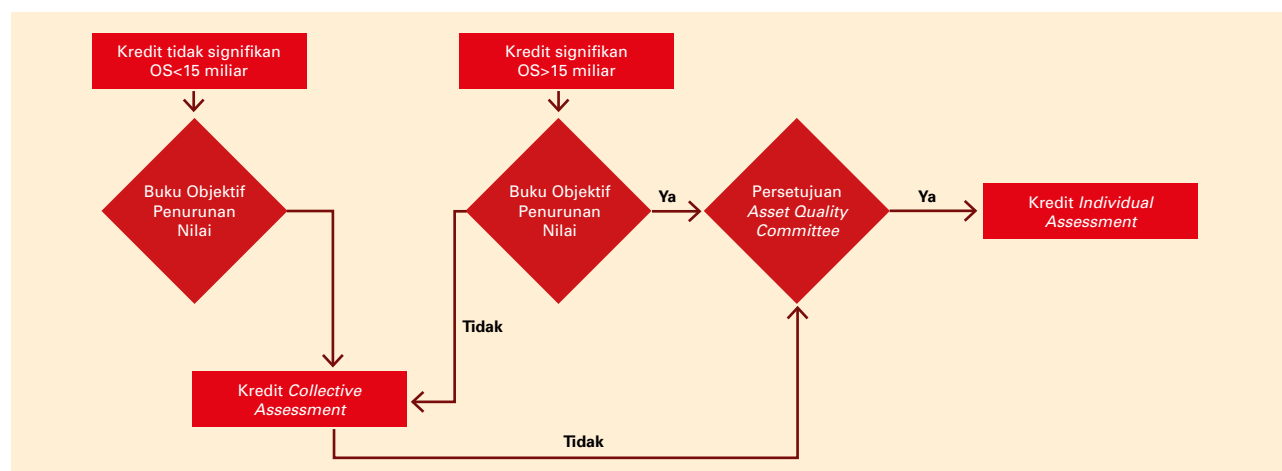 Kredit tidak signifikan
OS<15 miliar
Kredit signifikan
OS>15 miliar
Buku Objektif
Penurunan
Nilai
Buku Objektif
Penurunan
Nilai
Ya
Persetujuan
Asset Quality
Committee
Ya
Kredit Individual
Assessment
Tidak
Kredit Collective
Assessment
Tidak